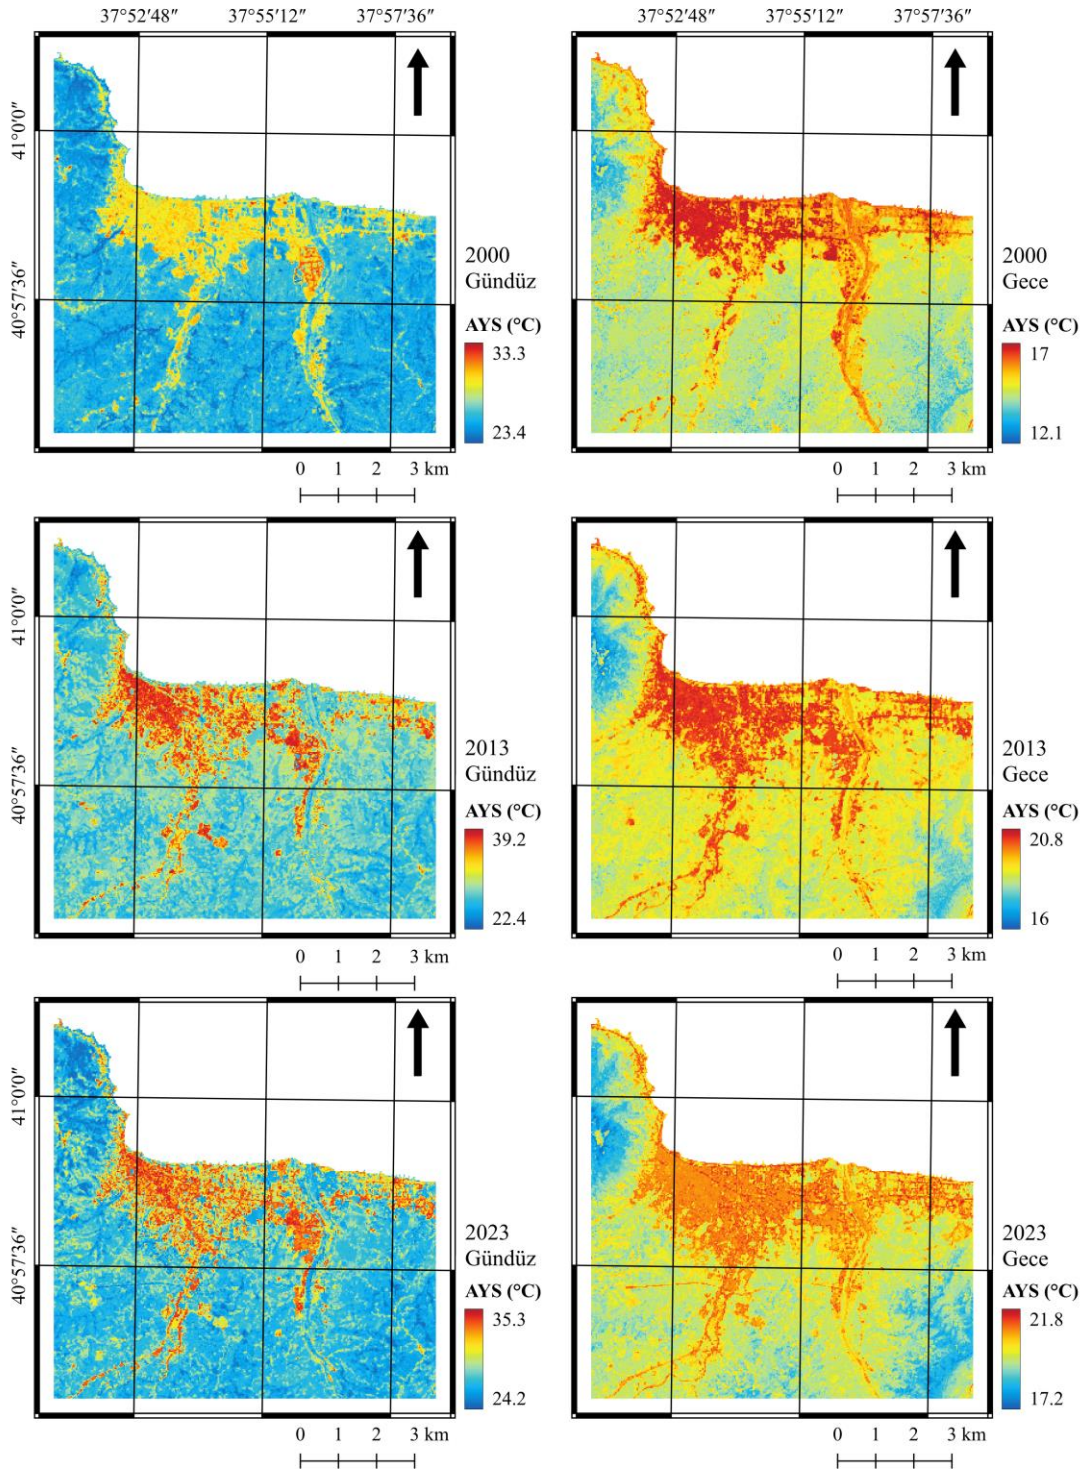 37°52′48″ 37°55′12″ 37°57′36″ 37°52′48″ 37°55′12″ 37°57′36″
41°0′0″
40°57′36″
2000
Gündüz
AYS (°C)
33.3
23.4
0 1 2 3 km
2000
Gece
AYS (°C)
17
12.1
0 1 2 3 km
41°0′0″
40°57′36″
2013
Gündüz
AYS (°C)
39.2
22.4
0 1 2 3 km
2013
Gece
AYS (°C)
20.8
16
0 1 2 3 km
41°0′0″
40°57′36″
2023
Gündüz
AYS (°C)
35.3
24.2
0 1 2 3 km
2023
Gece
AYS (°C)
21.8
17.2
0 1 2 3 km